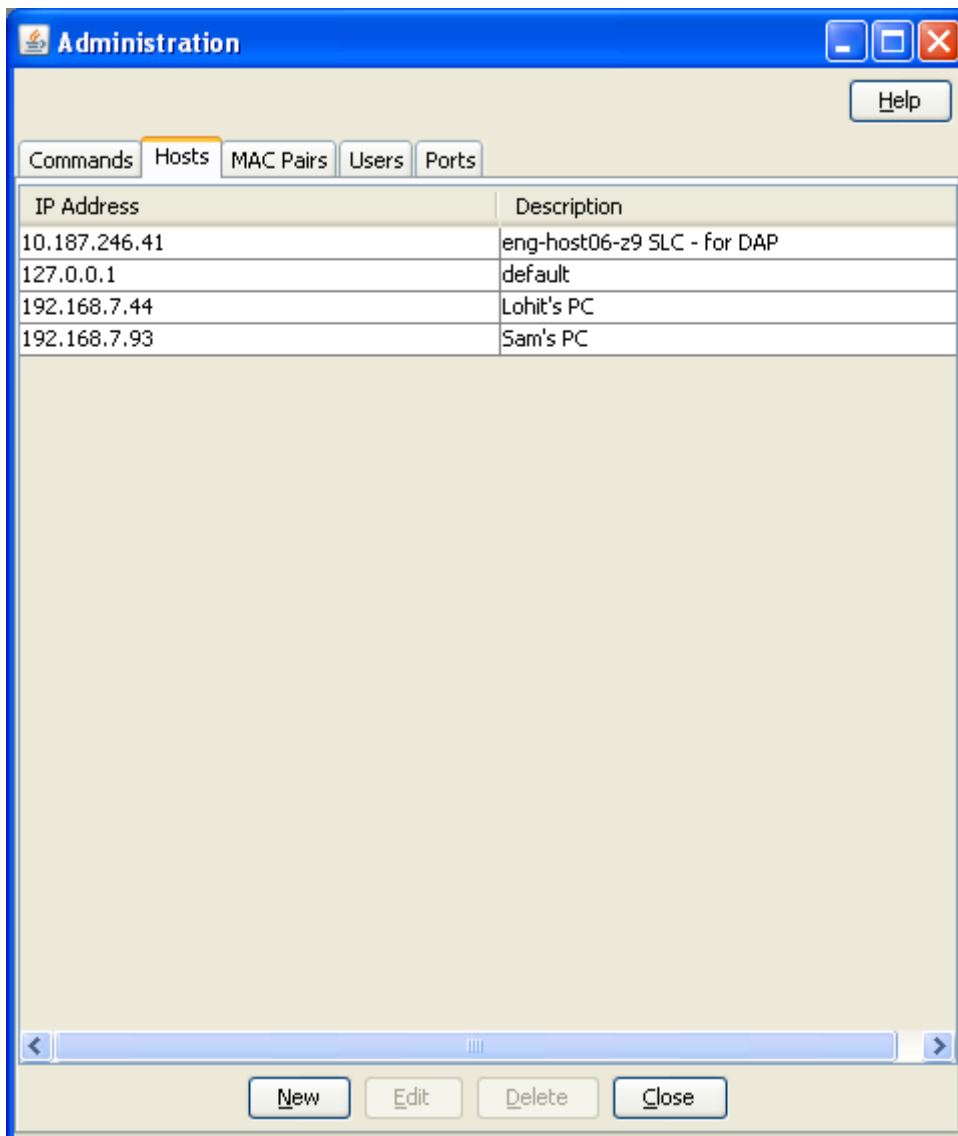 Administration
Help
Commands Hosts MAC Pairs Users Ports
IP Address Description
10.187.246.41 eng-host06-z9 SLC - for DAP
127.0.0.1 default
192.168.7.44 Lohit's PC
192.168.7.93 Sam's PC
New Edit Delete Close